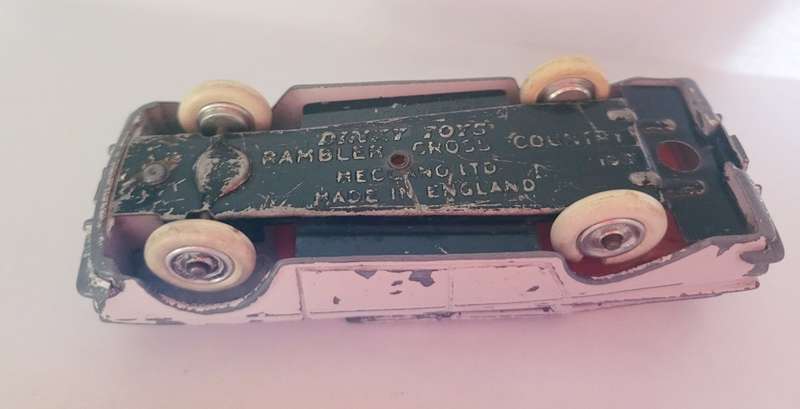 DINKY TOYS
RAMBLER CROSS COUNTRY
MECCANO LTD
MADE IN ENGLAND